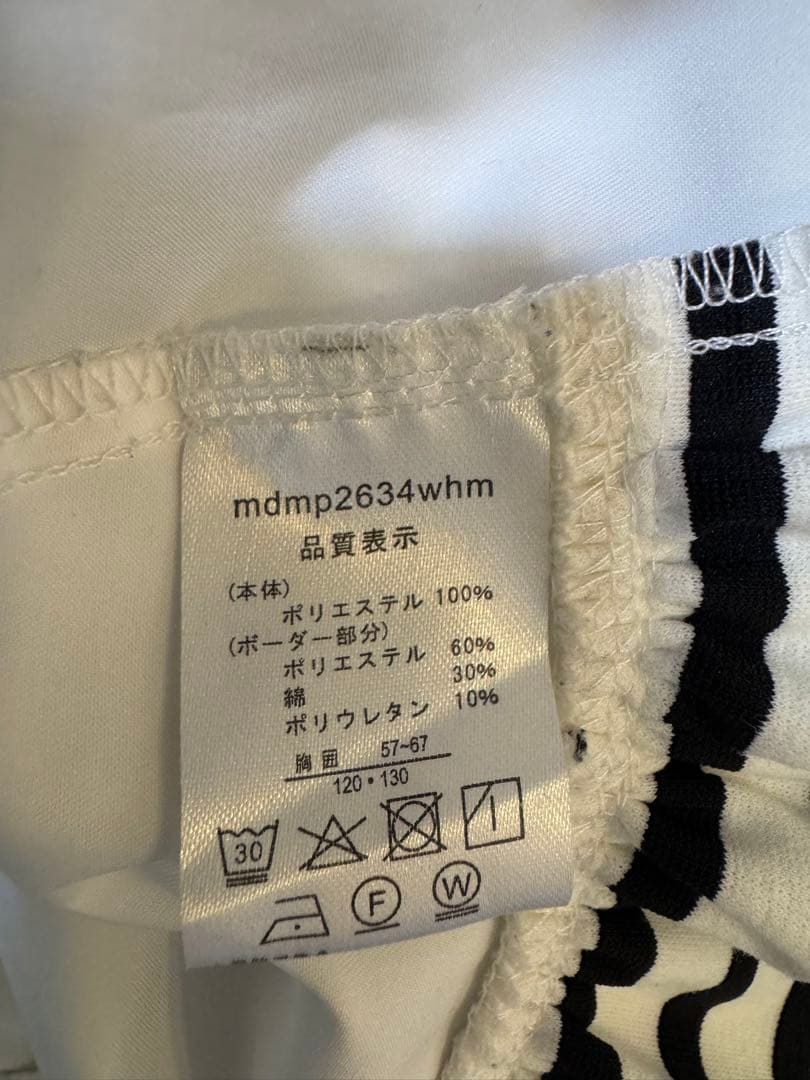 mdmp2634whm
品質表示
(本体)
ポリエステル 100%
(ボーダー部分)
ポリエステル 60%
綿 30%
ポリウレタン 10%
胸囲 57~67
120・130
30
F
W